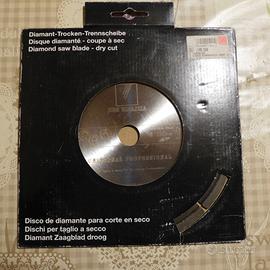 Diamant-Trocken-Trennscheibe
Disque diamanté - coupe à sec
Diamond saw blade - dry cut
PROFESSIONAL
Disco de diamante para corte en seco
Dischi per taglio a secco
Diamant Zaagblad droog